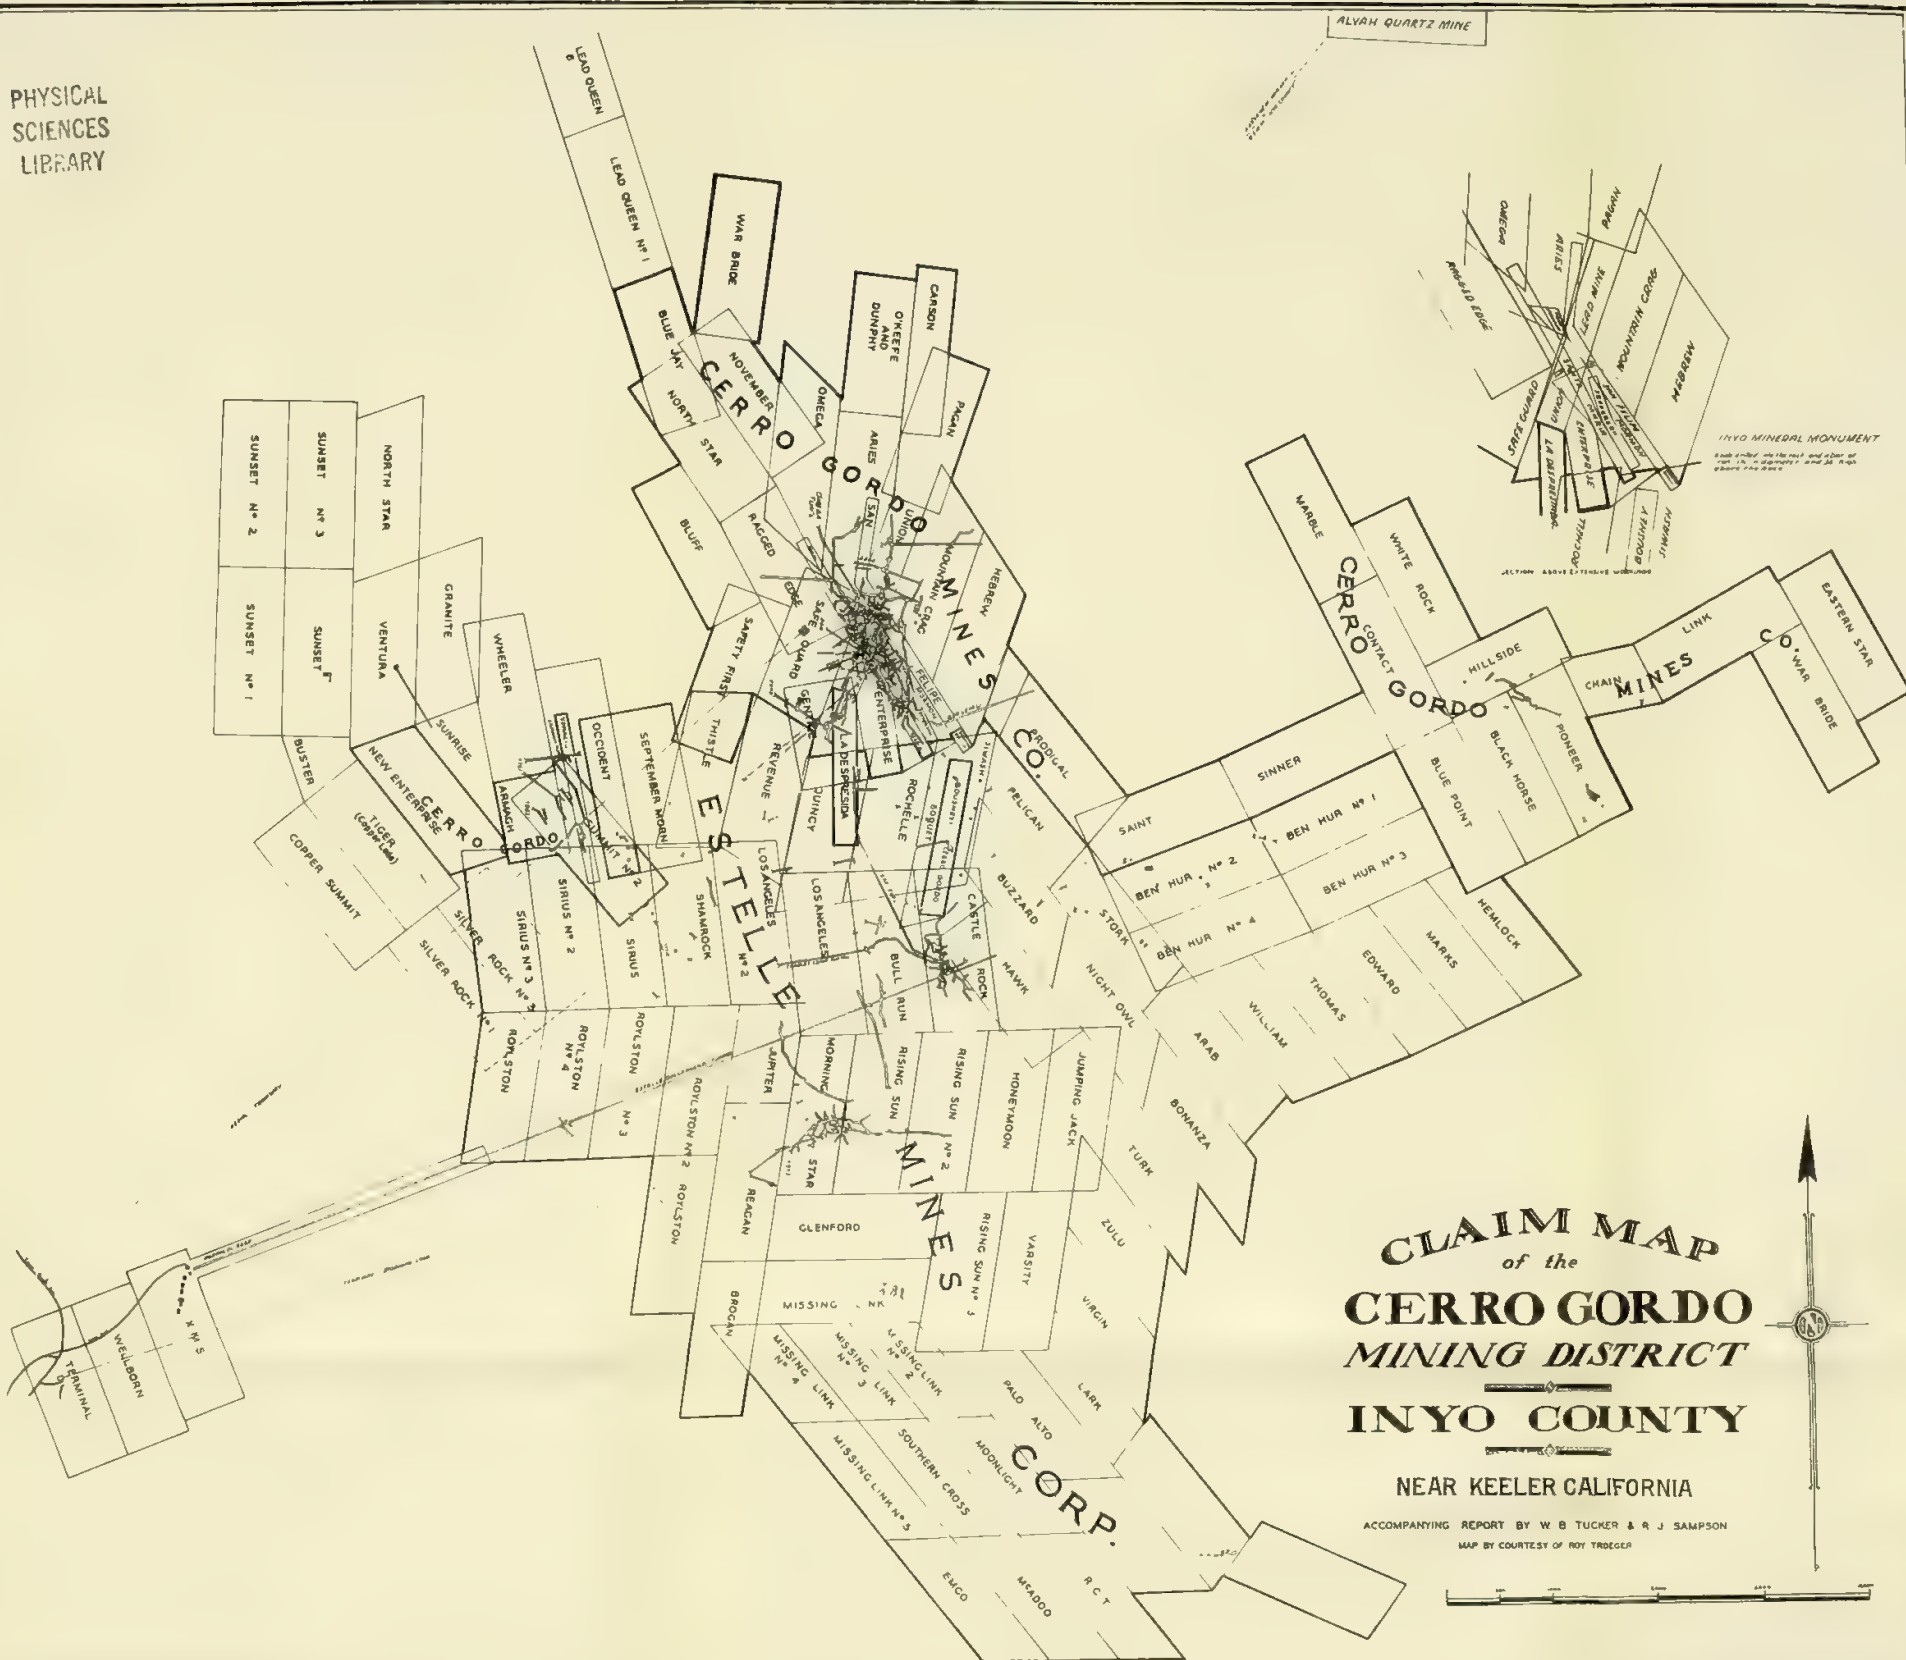 PHYSICAL
SCIENCES
LIBRARY
ALVAH QUARTZ MINE
LEAD QUEEN
LEAD QUEEN Nº 1
WAR BRIDE
BLUE JAY
NOVEMBER
NORTH STAR
OMEGA
O'KEEFE
AND
DUNPHY
CARSON
PAGAN
ARIES
CERRO GORDO MINES CO.
BLUFF
RAGGED EDGE
SAN FELIPE
UNION
MOUNTAIN CRAG
HEBREW
SAFE GUARD
SAFETY FIRST
THISTLE
CENTRE
ENTERPRISE
LA DESPRESIDA
REVENUE
QUINCY
ROCHELLE
PRODIGAL
SUNSET Nº 2
SUNSET Nº 3
NORTH STAR
SUNSET Nº 1
SUNSET
VENTURA
GRANITE
WHEELER
BUSTER
SUNRISE
NEW ENTERPRISE
TIGER
COPPER SUMMIT
CERRO GORDO
ARMAGH
OCCIDENT
SEPTEMBER MORN
SUMMIT Nº 2
SILVER ROCK Nº 3
SILVER ROCK Nº 1
SIRIUS Nº 3
SIRIUS Nº 2
SIRIUS
SHAMROCK
LOS ANGELES
Nº 2
LOS ANGELES
BULL RUN
CASTLE ROCK
PELICAN
BUZZARD
HAWK
STORK
NIGHT OWL
ARAB
BONANZA
TURK
ZULU
VIRGIN
LARK
ESTELLE MINES CORP.
ROYLSTON
ROYLSTON
Nº 4
ROYLSTON Nº 3
ROYLSTON Nº 2
ROYLSTON
JUPITER
MORNING STAR
RISING SUN
RISING SUN Nº 2
HONEYMOON
JUMPING JACK
REAGAN
GLENFORD
RISING SUN Nº 3
VARSITY
BROGAN
MISSING LINK
MISSING LINK
Nº 4
MISSING LINK
Nº 3
MISSING LINK
Nº 2
PALO ALTO
MOONLIGHT
SOUTHERN CROSS
MISSING LINK Nº 5
EMCO
McADOO
R C T
TERMINAL
WELLBORN
X M S
MARBLE
WHITE ROCK
CONTACT
HILLSIDE
CHAIN
LINK
WAR BRIDE
EASTERN STAR
CERRO GORDO MINES CO.
BLUE POINT
BLACK HORSE
PIONEER
SAINT
SINNER
BEN HUR Nº 1
BEN HUR Nº 2
BEN HUR Nº 3
BEN HUR Nº 4
HEMLOCK
MARKS
EDWARD
THOMAS
WILLIAM
OMEGA
ARIES
PAGAN
RAGGED EDGE
LEAD MINE
MOUNTAIN CRAG
HEBREW
SAFE GUARD
UNION
ENTERPRISE
INYO MINERAL MONUMENT
CLAIM MAP
of the
CERRO GORDO
MINING DISTRICT
INYO COUNTY
NEAR KEELER CALIFORNIA
ACCOMPANYING REPORT BY W B TUCKER & R J SAMPSON
MAP BY COURTESY OF ROY TROEGER